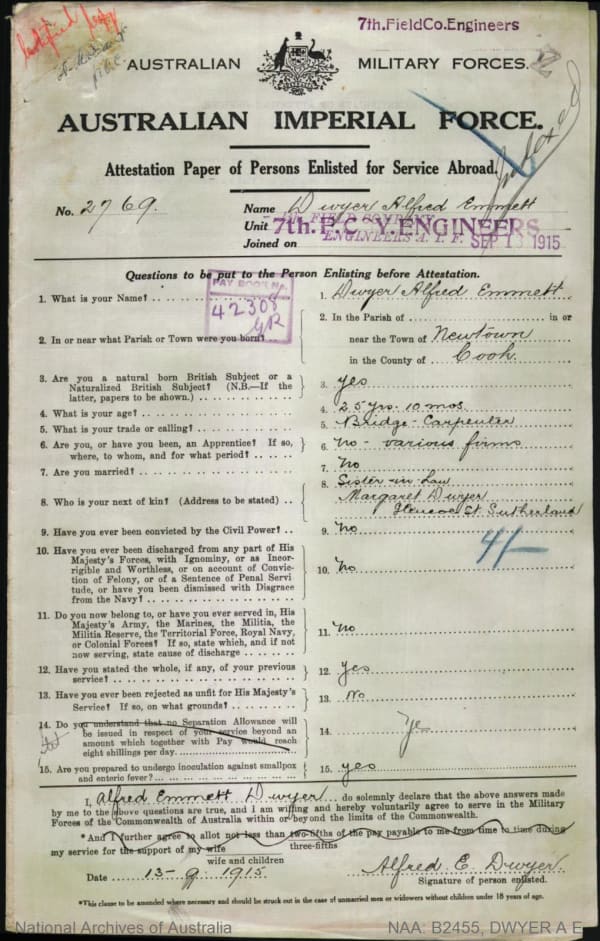 7th.FieldCo.Engineers
AUSTRALIAN MILITARY FORCES.
AUSTRALIAN IMPERIAL FORCE.
Attestation Paper of Persons Enlisted for Service Abroad.
No. 2769. Name Dwyer Alfred Emmett
Unit 7th. F. C Y. ENGINEERS
FIELD COMPANY
ENGINEERS A. I. F.
Joined on SEP 13 1915
Questions to be put to the Person Enlisting before Attestation.
PAY BOOK No.
42308
1. What is your Name? 1. Dwyer Alfred Emmett
2. In or near what Parish or Town were you born? 2. In the Parish of in or
near the Town of Newtown
in the County of Cook
3. Are you a natural born British Subject or a
Naturalized British Subject? (N.B.—If the
latter, papers to be shown.) 3. yes
4. What is your age? 4. 25 yrs. 10 mos.
5. What is your trade or calling? 5. Bridge-Carpenter
6. Are you, or have you been, an Apprentice? If so,
where, to whom, and for what period? 6. No - various firms
7. Are you married? 7. No
8. Who is your next of kin? (Address to be stated) 8. Sister-in-Law
Margaret Dwyer
Glencoe St. Sutherland
9. Have you ever been convicted by the Civil Power? 9. No
4/-
10. Have you ever been discharged from any part of His
Majesty's Forces, with Ignominy, or as Incor-
rigible and Worthless, or on account of Convic-
tion of Felony, or of a Sentence of Penal Servi-
tude, or have you been Dismissed with Disgrace
from the Navy? 10. No
11. Do you now belong to, or have you ever served in, His
Majesty's Army, the Marines, the Militia, the
Militia Reserve, the Territorial Force, Royal Navy,
or Colonial Forces? If so, state which, and if not
now serving, state cause of discharge 11. No
12. Have you stated the whole, if any, of your previous
service? 12. yes
13. Have you ever been rejected as unfit for His Majesty's
Service? If so, on what grounds? 13. No
14. Do you understand that no Separation Allowance will
be issued in respect of your service beyond an
amount which together with Pay would reach
eight shillings per day. 14. Ye
15. Are you prepared to undergo inoculation against smallpox
and enteric fever? 15. yes
I, Alfred Emmett Dwyer do solemnly declare that the above answers made
by me to the above questions are true, and I am willing and hereby voluntarily agree to serve in the Military
Forces of the Commonwealth of Australia within or beyond the limits of the Commonwealth.
*And I further agree to allot not less than two-fifths of the pay payable to me from time to time during
three-fifths
my service for the support of my wife
wife and children
Date 13-9-1915 Alfred E. Dwyer.
Signature of person enlisted.
*This clause to be amended where necessary and should be struck out in the case of unmarried men or widowers without children under 18 years of age.
National Archives of Australia NAA: B2455, DWYER A E